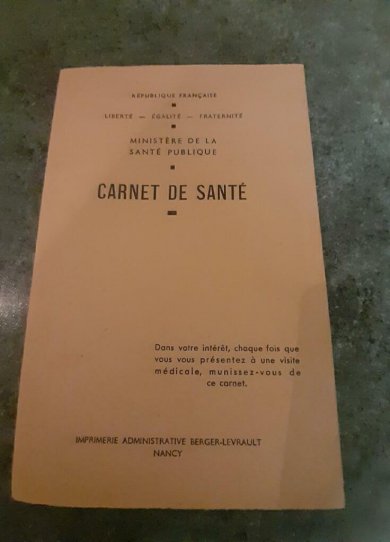 RÉPUBLIQUE FRANÇAISE
LIBERTÉ — ÉGALITÉ — FRATERNITÉ
MINISTÈRE DE LA
SANTÉ PUBLIQUE
CARNET DE SANTÉ
Dans votre intérêt, chaque fois que
vous vous présentez à une visite
médicale, munissez-vous de
ce carnet.
IMPRIMERIE ADMINISTRATIVE BERGER-LEVRAULT
NANCY